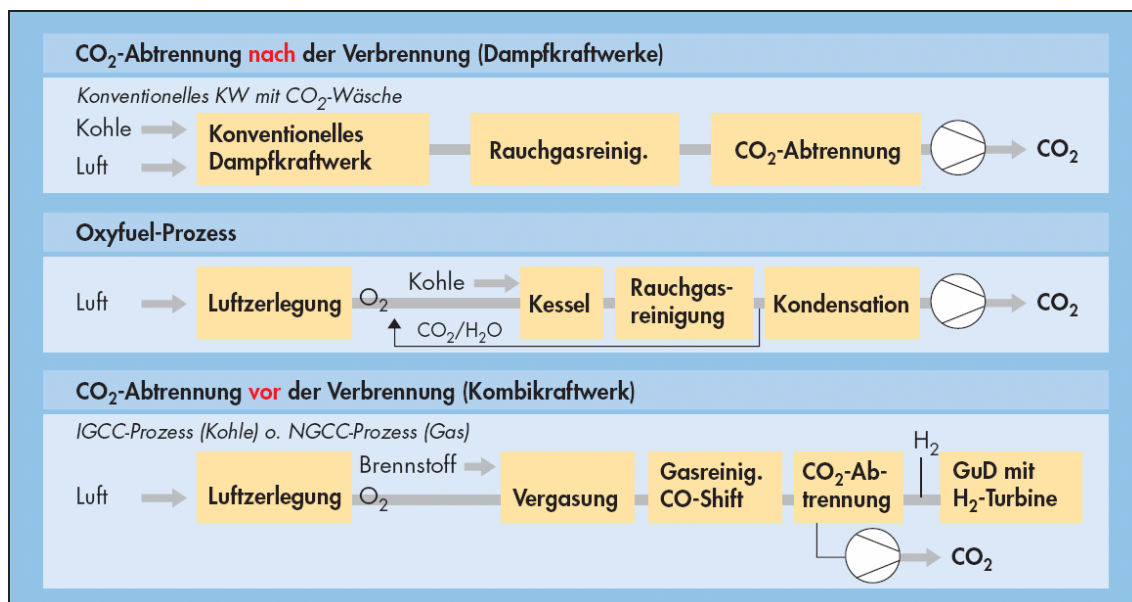 CO₂-Abtrennung nach der Verbrennung (Dampfkraftwerke)
Konventionelles KW mit CO₂-Wäsche
Kohle
Luft
Konventionelles
Dampfkraftwerk
Rauchgasreinig.
CO₂-Abtrennung
CO₂
Oxyfuel-Prozess
Luft
Luftzerlegung
O₂
Kohle
CO₂/H₂O
Kessel
Rauchgas-
reinigung
Kondensation
CO₂
CO₂-Abtrennung vor der Verbrennung (Kombikraftwerk)
IGCC-Prozess (Kohle) o. NGCC-Prozess (Gas)
Luft
Luftzerlegung
Brennstoff
O₂
Vergasung
Gasreinig.
CO-Shift
CO₂-Ab-
trennung
H₂
GuD mit
H₂-Turbine
CO₂